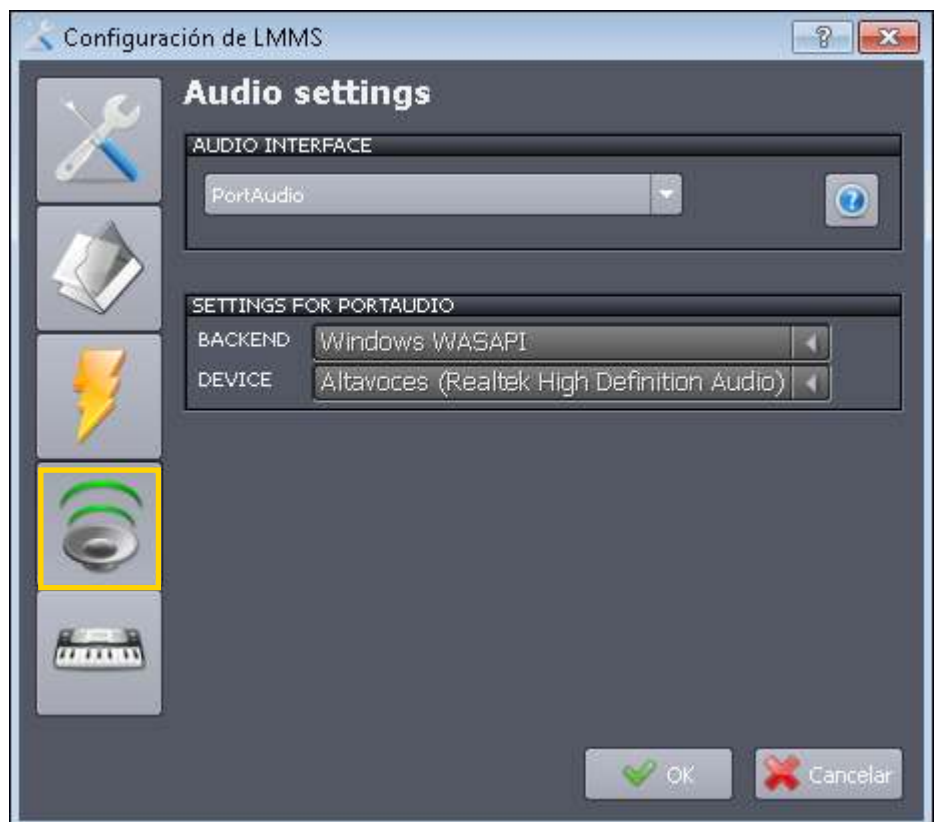 Configuración de LMMS
Audio settings
AUDIO INTERFACE
PortAudio
SETTINGS FOR PORTAUDIO
BACKEND Windows WASAPI
DEVICE Altavoces (Realtek High Definition Audio)
OK Cancelar